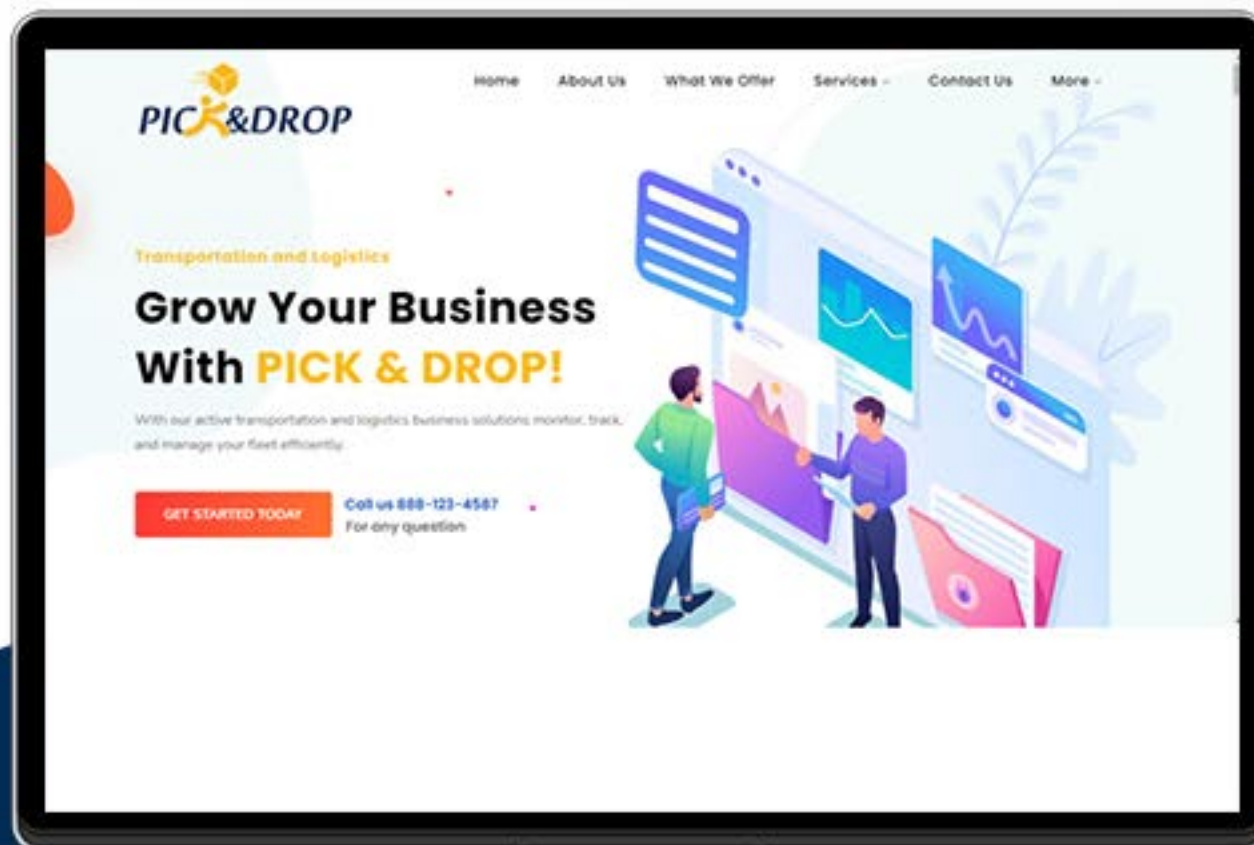 PICK&DROP
Home About Us What We Offer Services Contact Us More
Transportation and Logistics
Grow Your Business
With PICK & DROP!
With our active transportation and logistics business solutions monitor, track,
and manage your fleet efficiently.
GET STARTED TODAY
Call us 888-123-4587
For any question